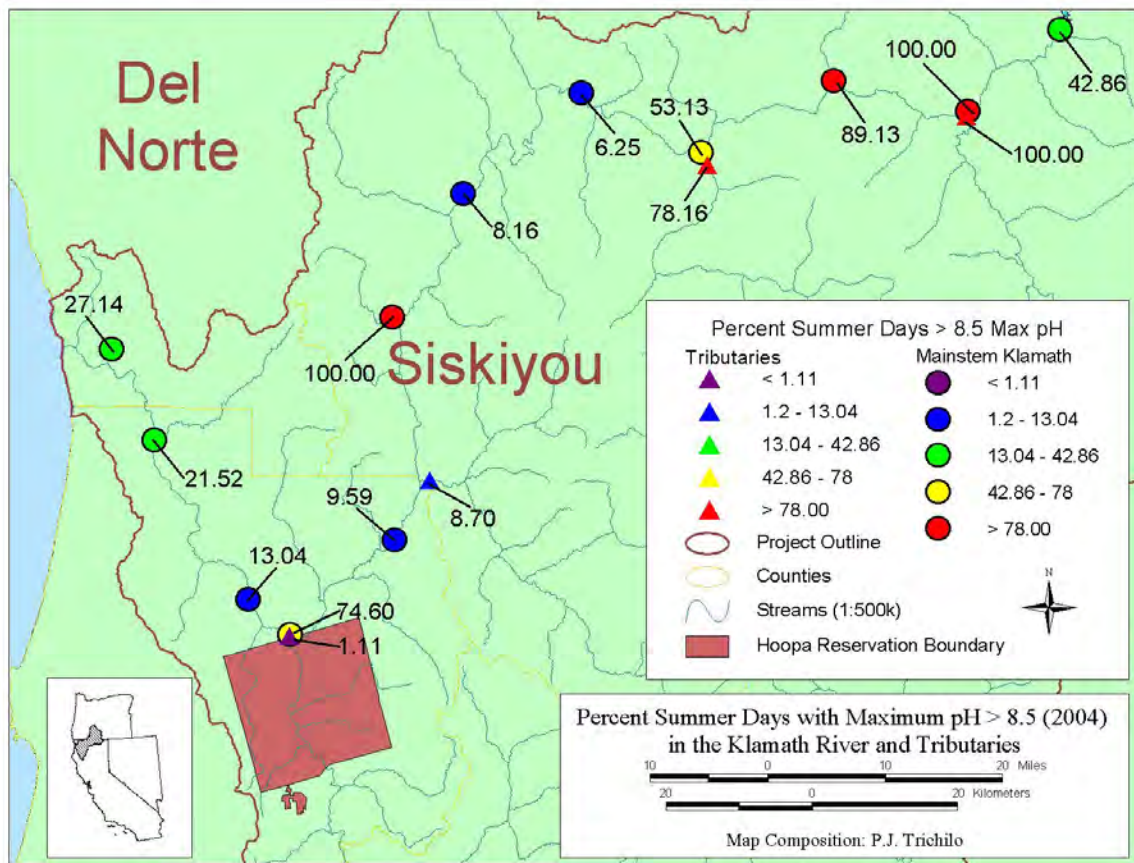 Del
Norte
Siskiyou
42.86
100.00
89.13
100.00
53.13
78.16
6.25
8.16
27.14
100.00
21.52
8.70
9.59
13.04
74.60
1.11
Percent Summer Days > 8.5 Max pH
Tributaries
< 1.11
1.2 - 13.04
13.04 - 42.86
42.86 - 78
> 78.00
Mainstem Klamath
< 1.11
1.2 - 13.04
13.04 - 42.86
42.86 - 78
> 78.00
Project Outline
Counties
Streams (1:500k)
Hoopa Reservation Boundary
N
Percent Summer Days with Maximum pH > 8.5 (2004)
in the Klamath River and Tributaries
10 0 10 20 Miles
20 0 20 Kilometers
Map Composition: P.J. Trichilo